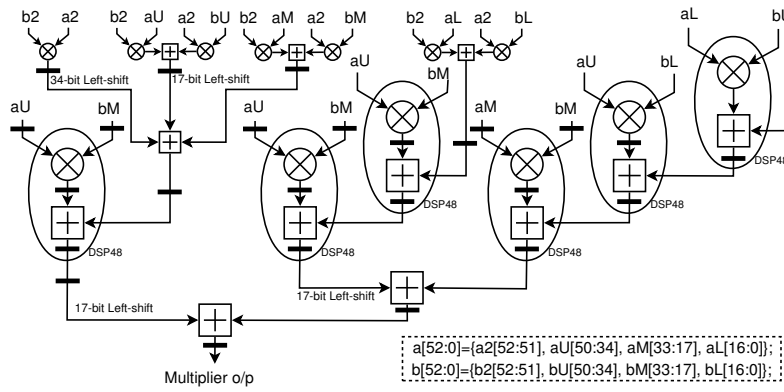 b2 a2 b2 aU a2 bU b2 aM a2 bM b2 aL a2 bL aL
34-bit Left-shift 17-bit Left-shift
aU bM aU bM aU bM aM bM aU bL
DSP48 DSP48 DSP48 DSP48 DSP48
17-bit Left-shift 17-bit Left-shift
Multiplier o/p
a[52:0]={a2[52:51], aU[50:34], aM[33:17], aL[16:0]};
b[52:0]={b2[52:51], bU[50:34], bM[33:17], bL[16:0]};